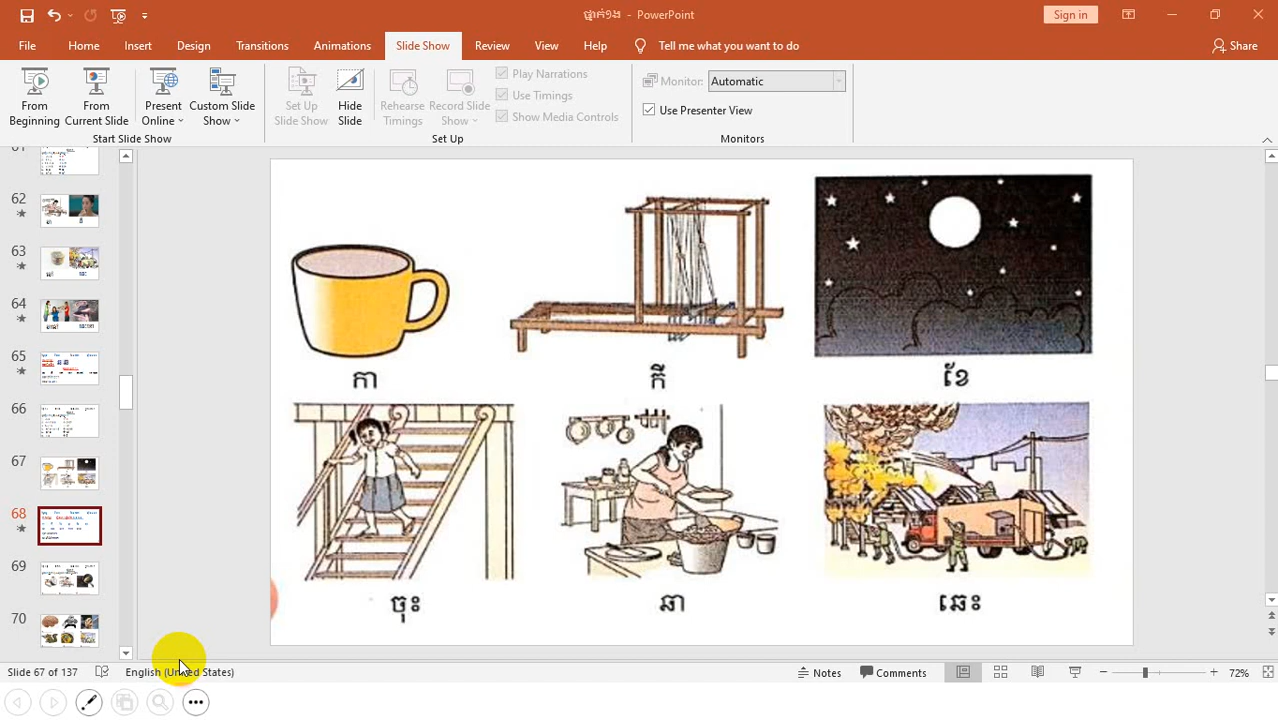 ថ្នាក់ទី១ង - PowerPoint
Sign in
File Home Insert Design Transitions Animations Slide Show Review View Help Tell me what you want to do Share
From Beginning
From Current Slide
Present Online
Custom Slide Show
Set Up Slide Show
Hide Slide
Rehearse Timings
Record Slide Show
Play Narrations
Use Timings
Show Media Controls
Monitor: Automatic
Use Presenter View
Start Slide Show Set Up Monitors
62
63
64
65
66
67
68
69
70
កា កី ខែ
ចុះ ឆា ឆេះ
Slide 67 of 137 English (United States) Notes Comments 72%